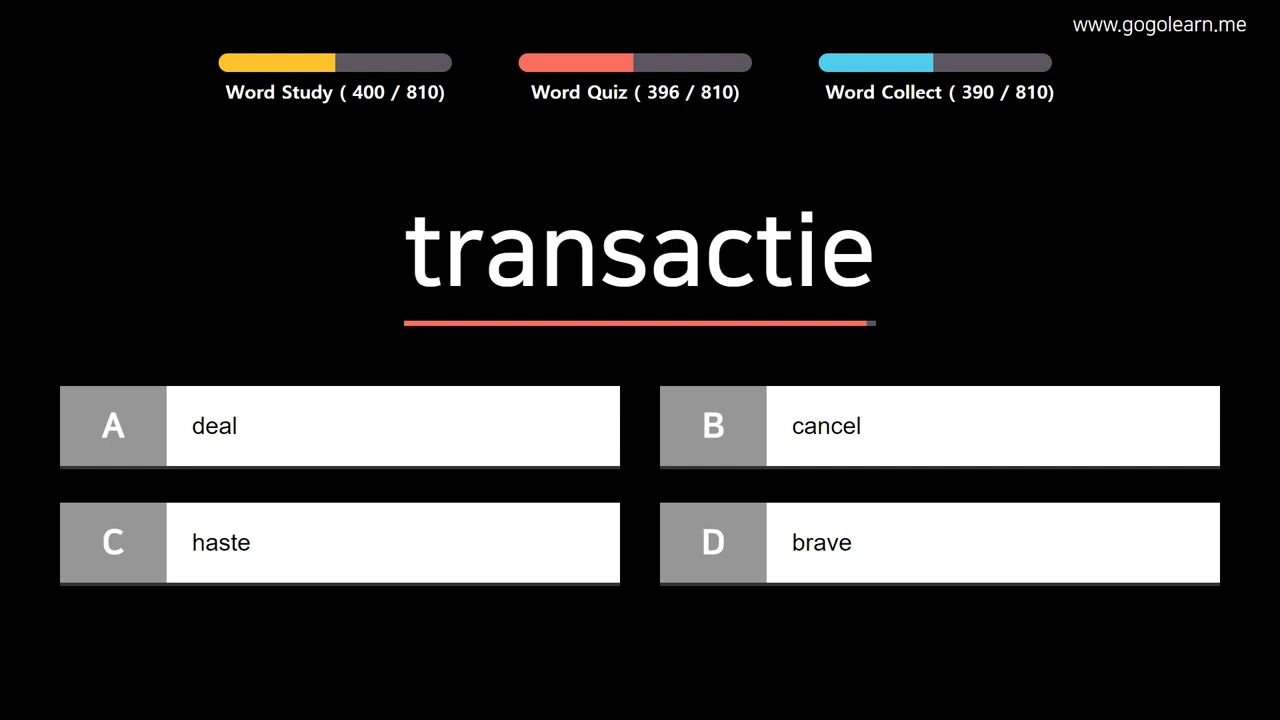 www.gogolearn.me
Word Study ( 400 / 810)
Word Quiz ( 396 / 810)
Word Collect ( 390 / 810)
transactie
A deal
B cancel
C haste
D brave